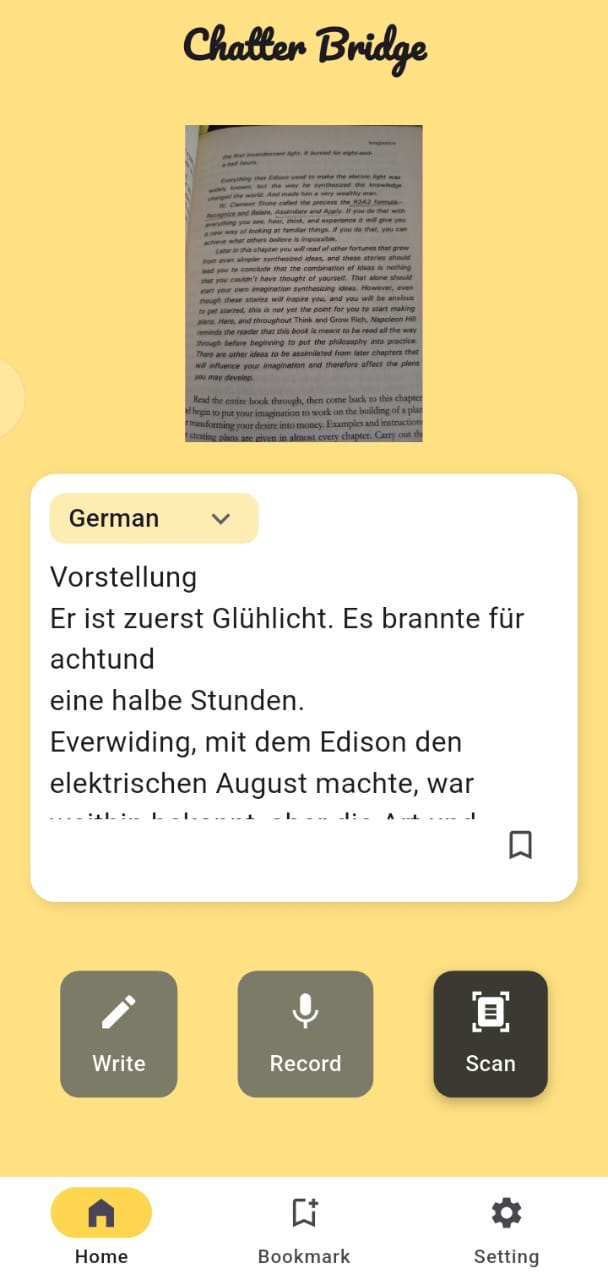 Chatter Bridge
Imagination
the first incandescent light. It burned for eight-and-
a-half hours.
Everything that Edison used to make the electric light was
widely known, but the way he synthesized the knowledge
changed the world. And made him a very wealthy man.
W. Clement Stone called the process the R2A2 formula—
Recognize and Relate, Assimilate and Apply. If you do that with
everything you see, hear, think, and experience it will give you
a new way of looking at familiar things. If you do that, you can
achieve what others believe is impossible.
Later in this chapter you will read of other fortunes that grew
from even simpler synthesized ideas, and these stories should
lead you to conclude that the combination of ideas is nothing
that you couldn't have thought of yourself. That alone should
start your own imagination synthesizing ideas. However, even
though these stories will inspire you, and you will be anxious
to get started, this is not yet the point for you to start making
plans. Here, and throughout Think and Grow Rich, Napoleon Hill
reminds the reader that this book is meant to be read all the way
through before beginning to put the philosophy into practice.
There are other ideas to be assimilated from later chapters that
will influence your imagination and therefore affect the plans
you may develop.
Read the entire book through, then come back to this chapter
begin to put your imagination to work on the building of a plan
transforming your desire into money. Examples and instructions
creating plans are given in almost every chapter. Carry out the
German
Vorstellung
Er ist zuerst Glühlicht. Es brannte für
achtund
eine halbe Stunden.
Everwiding, mit dem Edison den
elektrischen August machte, war
weithin bekannt, aber die Art und
Write
Record
Scan
Home
Bookmark
Setting